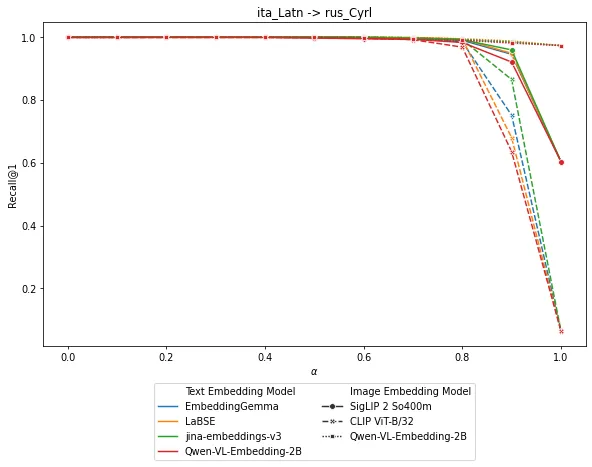 ita_Latn -> rus_Cyrl
Recall@1
1.0
0.8
0.6
0.4
0.2
0.0 0.2 0.4 0.6 0.8 1.0
α
Text Embedding Model
EmbeddingGemma
LaBSE
jina-embeddings-v3
Qwen-VL-Embedding-2B
Image Embedding Model
SigLIP 2 So400m
CLIP ViT-B/32
Qwen-VL-Embedding-2B